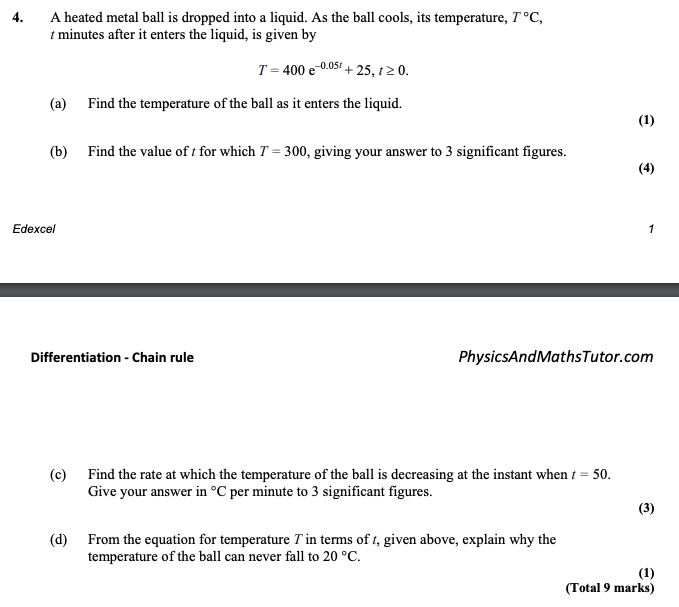 4. A heated metal ball is dropped into a liquid. As the ball cools, its temperature, T °C,
t minutes after it enters the liquid, is given by
T = 400 e^{–0.05t} + 25, t ≥ 0.
(a) Find the temperature of the ball as it enters the liquid.
(1)
(b) Find the value of t for which T = 300, giving your answer to 3 significant figures.
(4)
Edexcel 1
Differentiation - Chain rule PhysicsAndMathsTutor.com
(c) Find the rate at which the temperature of the ball is decreasing at the instant when t = 50.
Give your answer in °C per minute to 3 significant figures.
(3)
(d) From the equation for temperature T in terms of t, given above, explain why the
temperature of the ball can never fall to 20 °C.
(1)
(Total 9 marks)